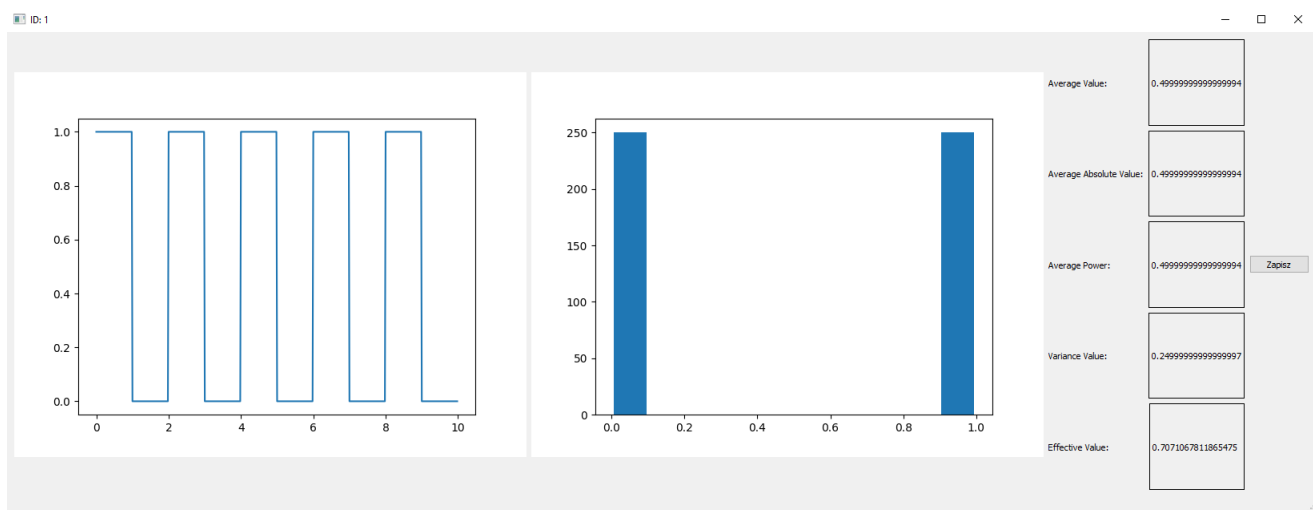 ID: 1
1.0
0.8
0.6
0.4
0.2
0.0
0 2 4 6 8 10
250
200
150
100
50
0
0.0 0.2 0.4 0.6 0.8 1.0
Average Value: 0.49999999999999994
Average Absolute Value: 0.49999999999999994
Average Power: 0.49999999999999994
Zapisz
Variance Value: 0.24999999999999997
Effective Value: 0.7071067811865475